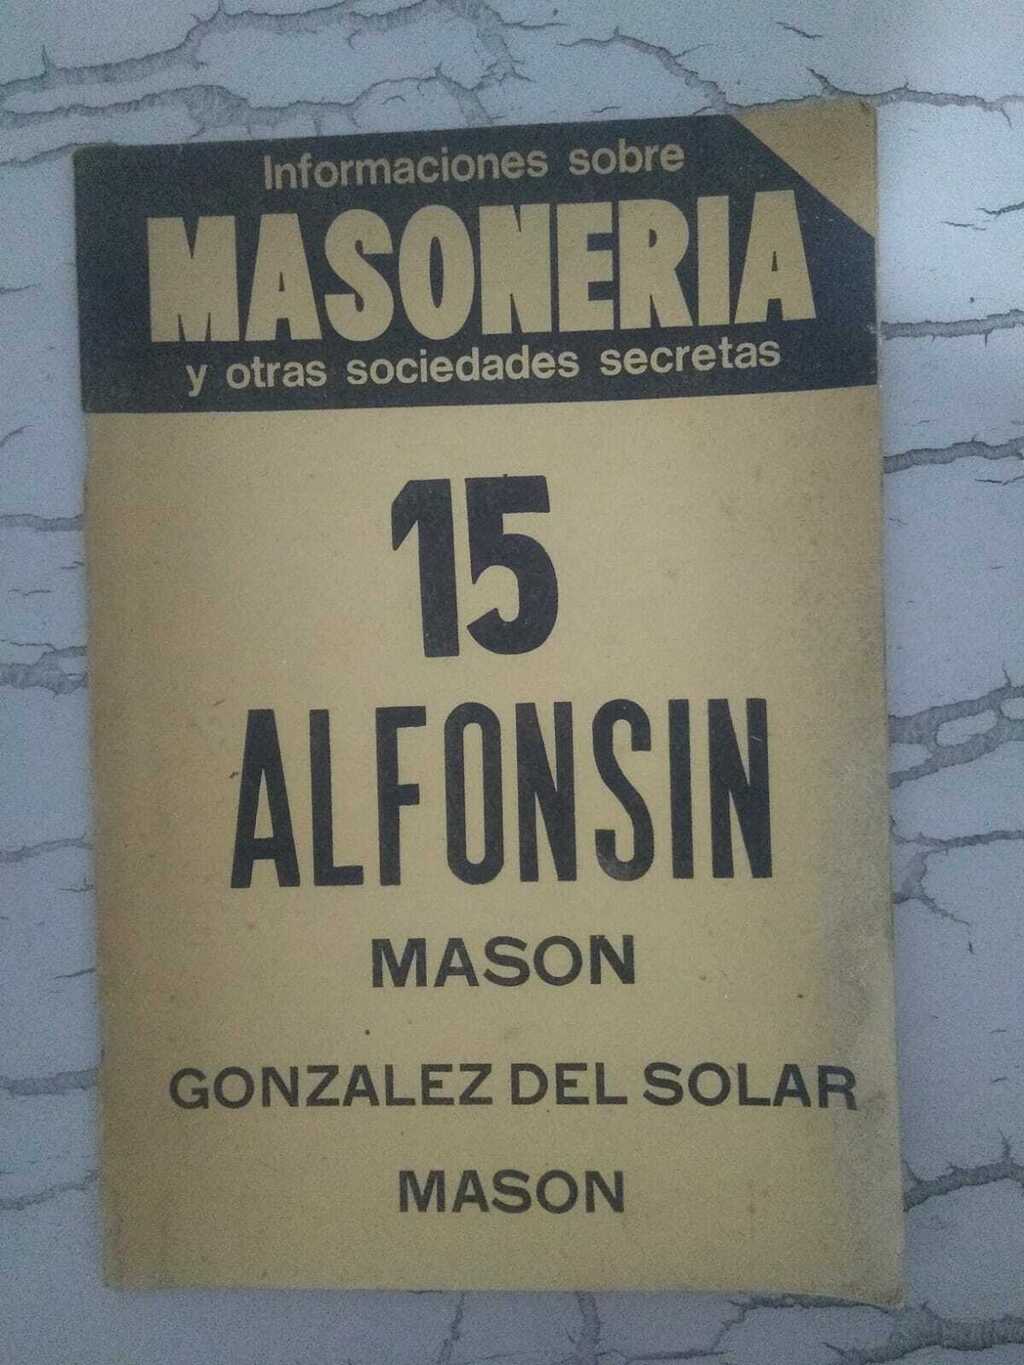 Informaciones sobre
MASONERIA
y otras sociedades secretas
15
ALFONSIN
MASON
GONZALEZ DEL SOLAR
MASON